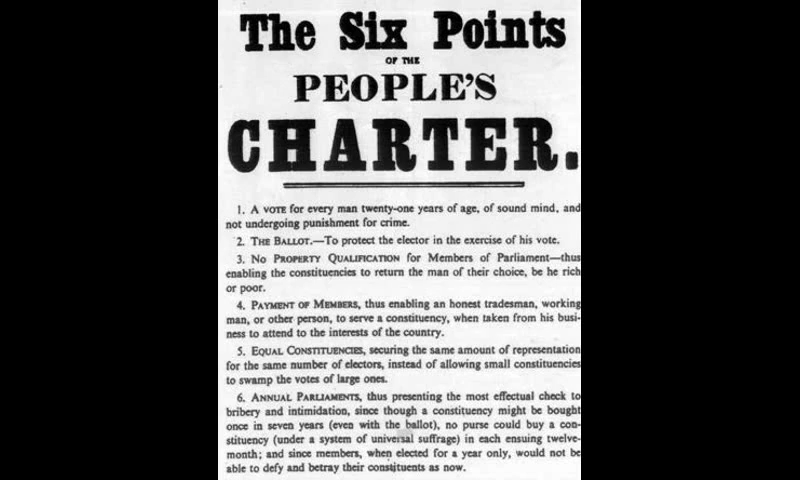 The Six Points
OF THE
PEOPLE'S
CHARTER.
1. A VOTE for every man twenty-one years of age, of sound mind, and
not undergoing punishment for crime.
2. THE BALLOT.—To protect the elector in the exercise of his vote.
3. NO PROPERTY QUALIFICATION for Members of Parliament—thus
enabling the constituencies to return the man of their choice, be he rich
or poor.
4. PAYMENT OF MEMBERS, thus enabling an honest tradesman, working
man, or other person, to serve a constituency, when taken from his busi-
ness to attend to the interests of the country.
5. EQUAL CONSTITUENCIES, securing the same amount of representation
for the same number of electors, instead of allowing small constituencies
to swamp the votes of large ones.
6. ANNUAL PARLIAMENTS, thus presenting the most effectual check to
bribery and intimidation, since though a constituency might be bought
once in seven years (even with the ballot), no purse could buy a con-
stituency (under a system of universal suffrage) in each ensuing twelve-
month; and since members, when elected for a year only, would not be
able to defy and betray their constituents as now.